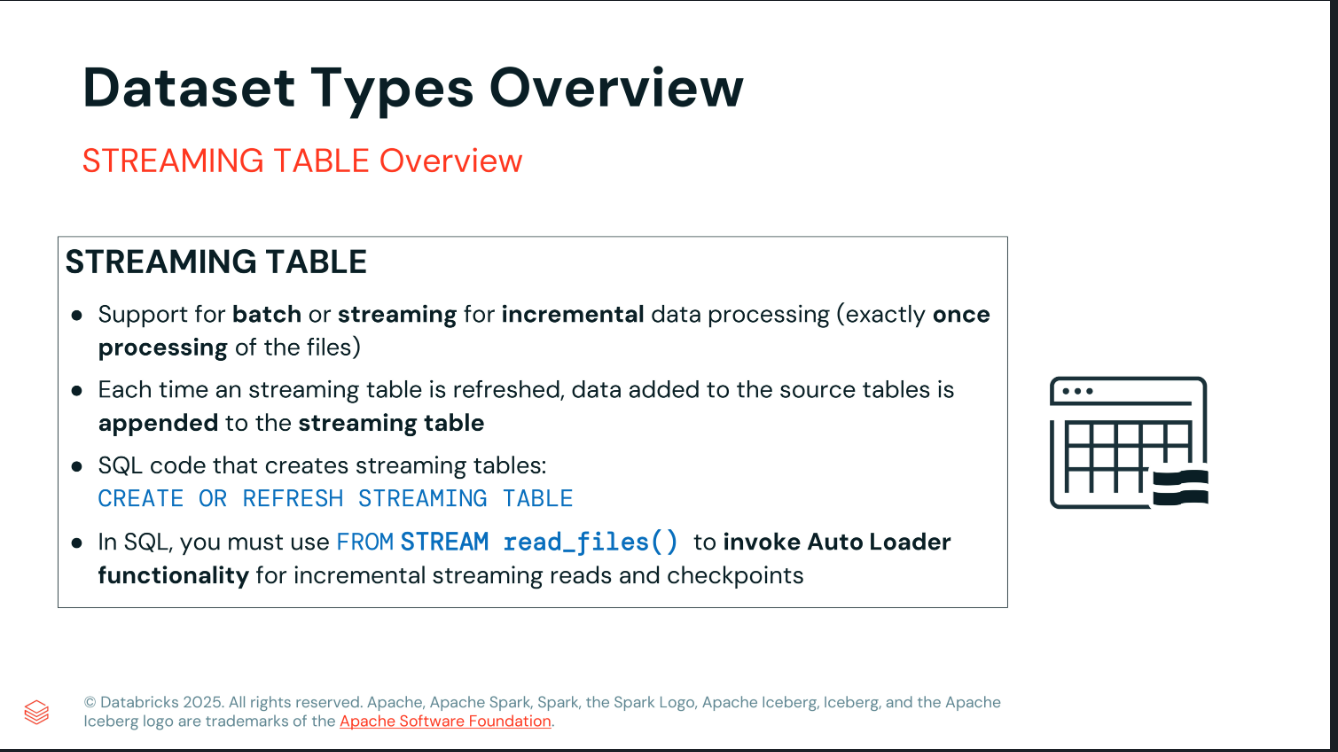 Dataset Types Overview
STREAMING TABLE Overview
STREAMING TABLE
● Support for batch or streaming for incremental data processing (exactly once
processing of the files)
● Each time an streaming table is refreshed, data added to the source tables is
appended to the streaming table
● SQL code that creates streaming tables:
CREATE OR REFRESH STREAMING TABLE
● In SQL, you must use FROM STREAM read_files() to invoke Auto Loader
functionality for incremental streaming reads and checkpoints
© Databricks 2025. All rights reserved. Apache, Apache Spark, Spark, the Spark Logo, Apache Iceberg, Iceberg, and the Apache
Iceberg logo are trademarks of the Apache Software Foundation.